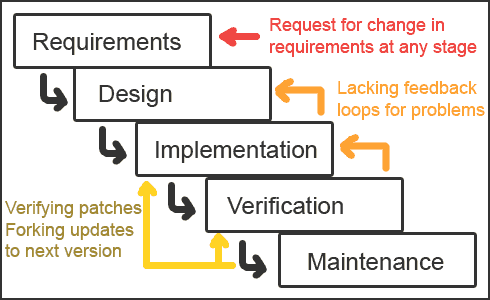 Requirements
Request for change in
requirements at any stage
Design
Lacking feedback
loops for problems
Implementation
Verifying patches
Forking updates
to next version
Verification
Maintenance